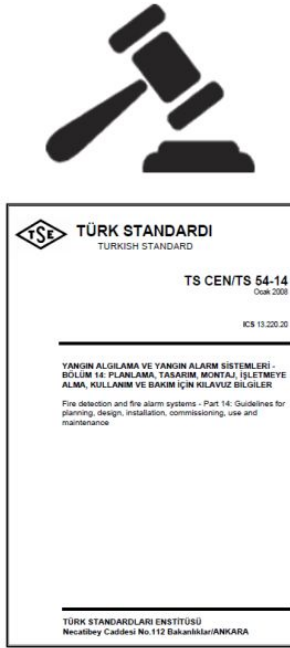 TSE
TÜRK STANDARDI
TURKISH STANDARD
TS CEN/TS 54-14
Ocak 2008
ICS 13.220.20
YANGIN ALGILAMA VE YANGIN ALARM SİSTEMLERİ -
BÖLÜM 14: PLANLAMA, TASARIM, MONTAJ, İŞLETMEYE
ALMA, KULLANIM VE BAKIM İÇİN KILAVUZ BİLGİLER
Fire detection and fire alarm systems - Part 14: Guidelines for
planning, design, installation, commissioning, use and
maintenance
TÜRK STANDARDLARI ENSTİTÜSÜ
Necatibey Caddesi No.112 Bakanlıklar/ANKARA